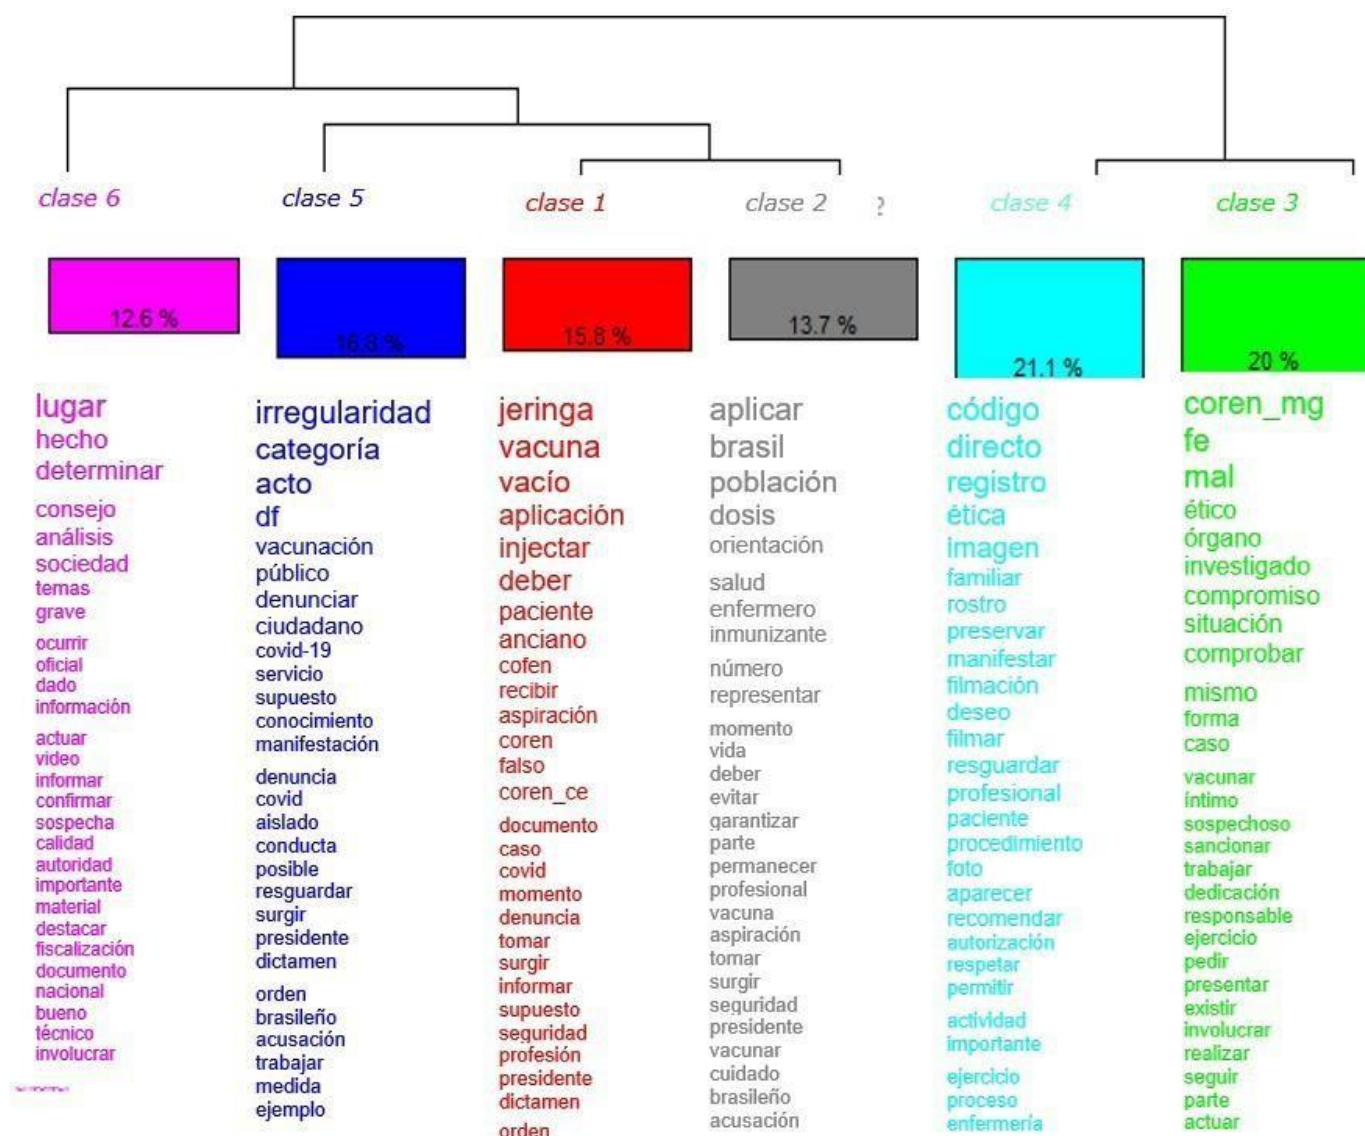 clase 6
clase 5
clase 1
clase 2
?
clase 4
clase 3
12.6 %
16.8 %
15.8 %
13.7 %
21.1 %
20 %
lugar
hecho
determinar
consejo
análisis
sociedad
temas
grave
ocurrir
oficial
dado
información
actuar
video
informar
confirmar
sospecha
calidad
autoridad
importante
material
destacar
fiscalización
documento
nacional
bueno
técnico
involucrar
irregularidad
categoría
acto
df
vacunación
público
denunciar
ciudadano
covid-19
servicio
supuesto
conocimiento
manifestación
denuncia
covid
aislado
conducta
posible
resguardar
surgir
presidente
dictamen
orden
brasileño
acusación
trabajar
medida
ejemplo
jeringa
vacuna
vacío
aplicación
injectar
deber
paciente
anciano
cofen
recibir
aspiración
coren
falso
coren_ce
documento
caso
covid
momento
denuncia
tomar
surgir
informar
supuesto
seguridad
profesión
presidente
dictamen
orden
aplicar
brasil
población
dosis
orientación
salud
enfermero
inmunizante
número
representar
momento
vida
deber
evitar
garantizar
parte
permanecer
profesional
vacuna
aspiración
tomar
surgir
seguridad
presidente
vacunar
cuidado
brasileño
acusación
código
directo
registro
ética
imagen
familiar
rostro
preservar
manifestar
filmación
deseo
filmar
resguardar
profesional
paciente
procedimiento
foto
aparecer
recomendar
autorización
respetar
permitir
actividad
importante
ejercicio
proceso
enfermería
coren_mg
fe
mal
ético
órgano
investigado
compromiso
situación
comprobar
mismo
forma
caso
vacunar
íntimo
sospechoso
sancionar
trabajar
dedicación
responsable
ejercicio
pedir
presentar
existir
involucrar
realizar
seguir
parte
actuar